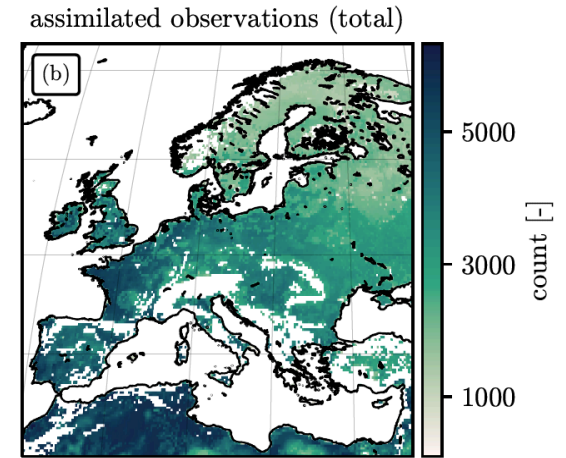 assimilated observations (total)
(b)
5000
3000
1000
count [-]